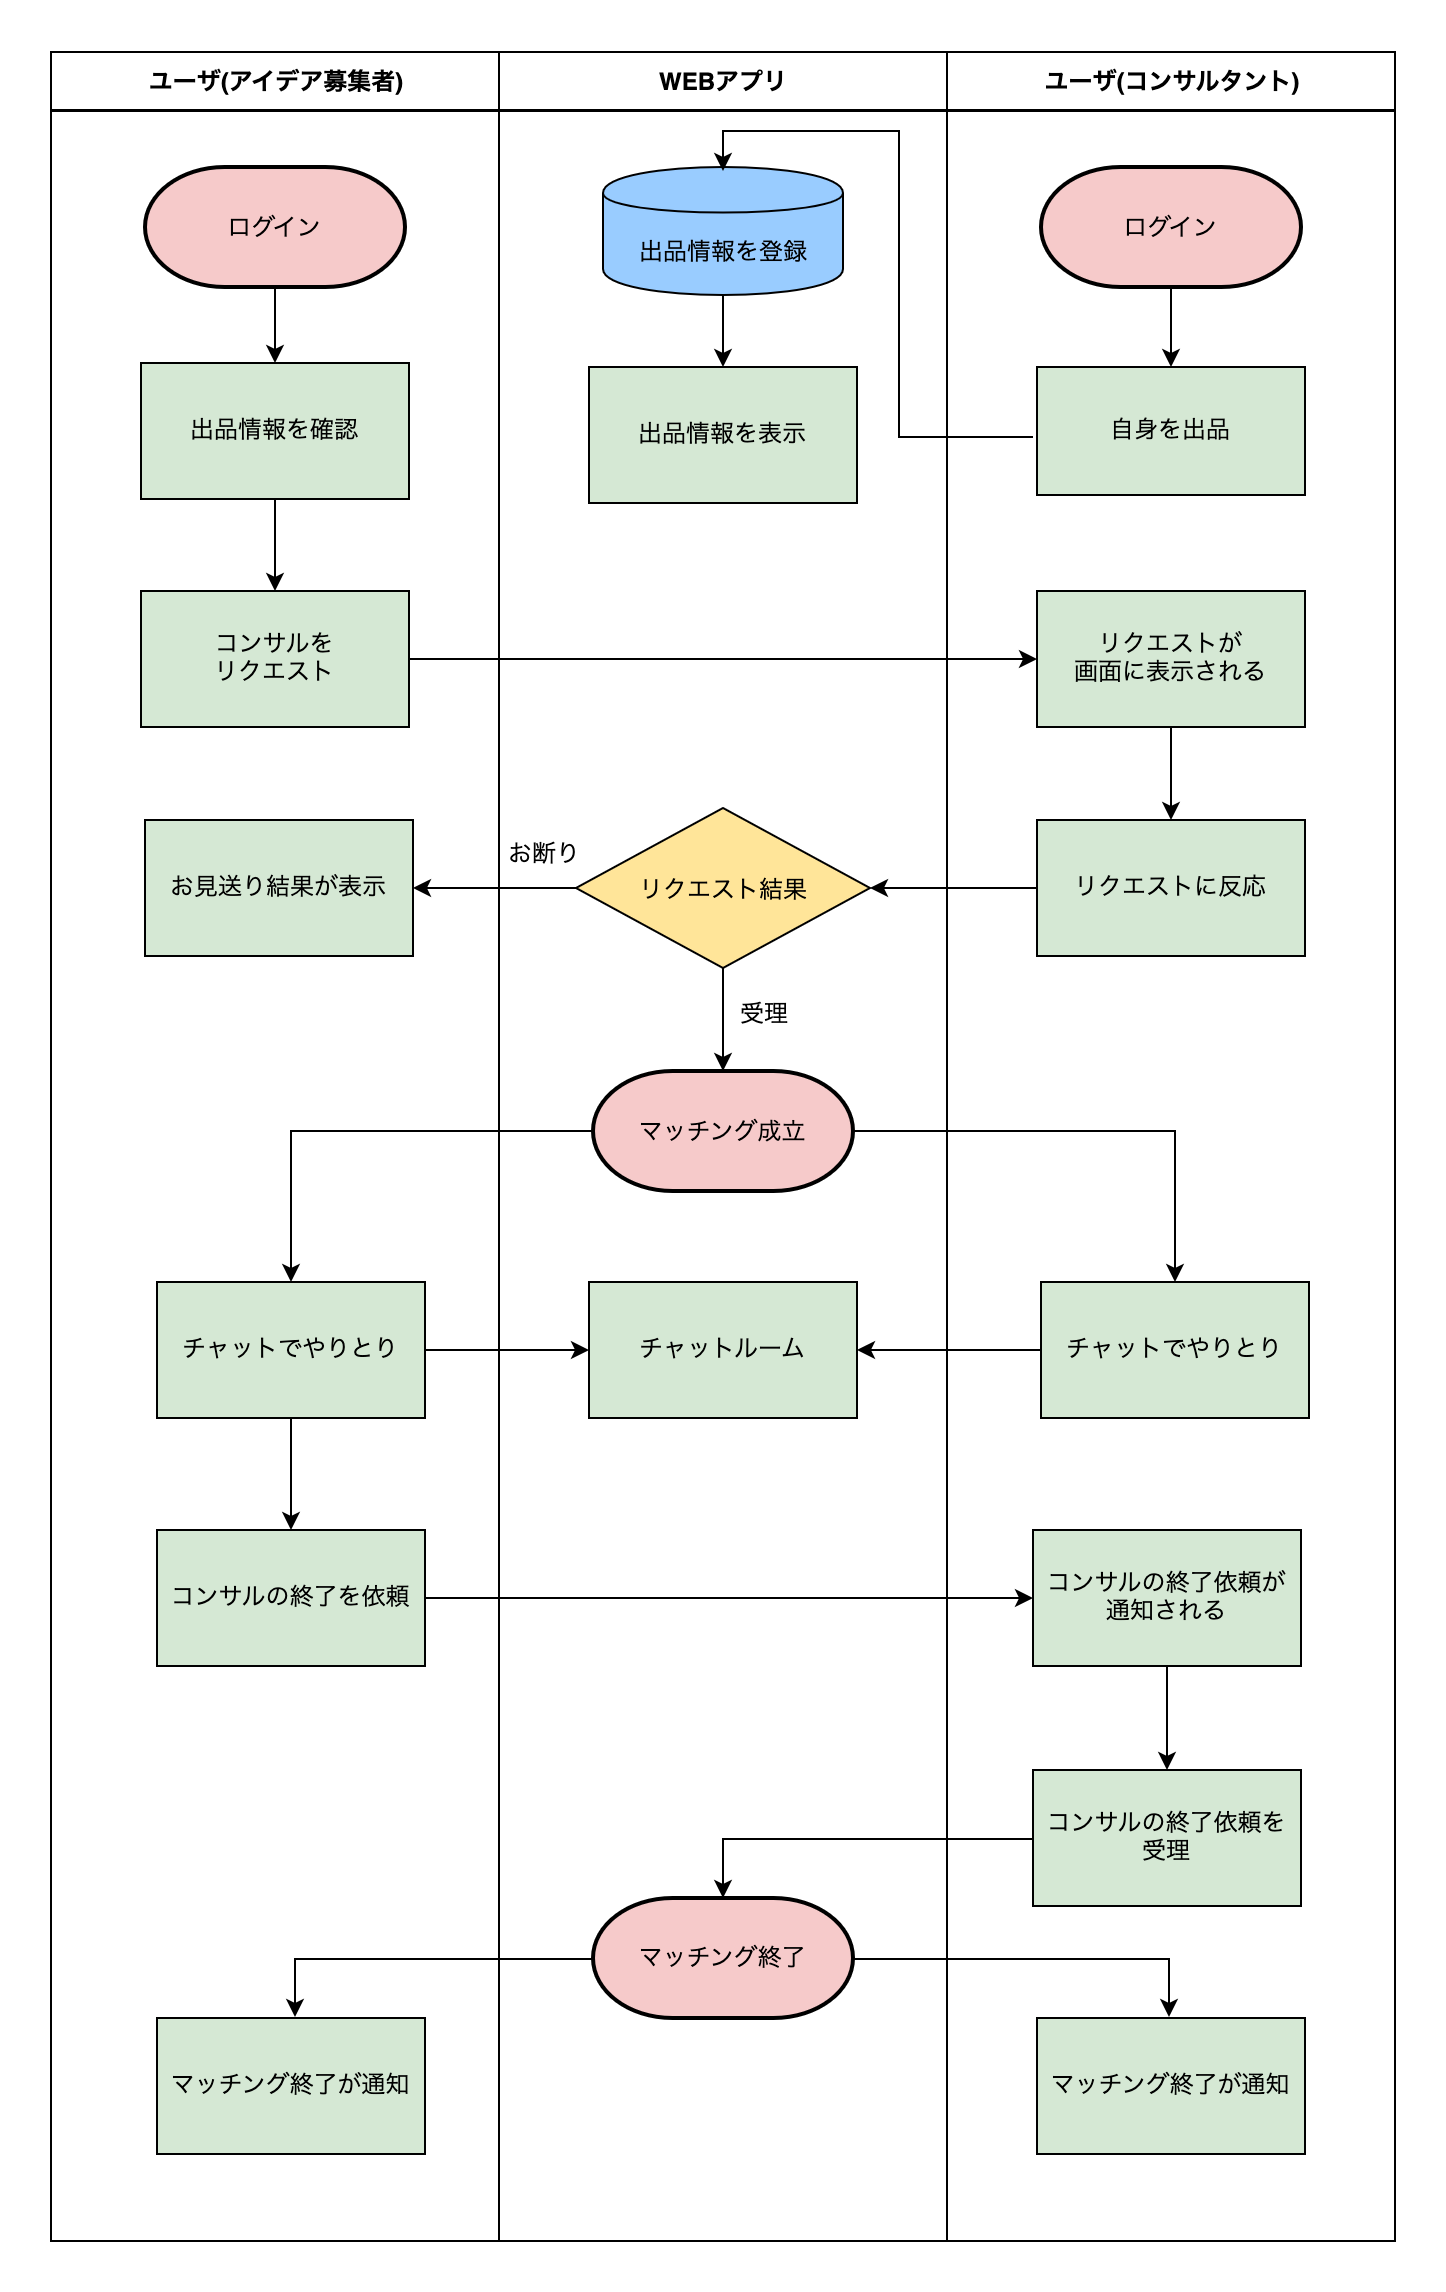 ユーザ(アイデア募集者)
WEBアプリ
ユーザ(コンサルタント)
ログイン
出品情報を登録
ログイン
出品情報を確認
出品情報を表示
自身を出品
コンサルを
リクエスト
リクエストが
画面に表示される
お見送り結果が表示
お断り
リクエスト結果
リクエストに反応
受理
マッチング成立
チャットでやりとり
チャットルーム
チャットでやりとり
コンサルの終了を依頼
コンサルの終了依頼が
通知される
コンサルの終了依頼を
受理
マッチング終了
マッチング終了が通知
マッチング終了が通知